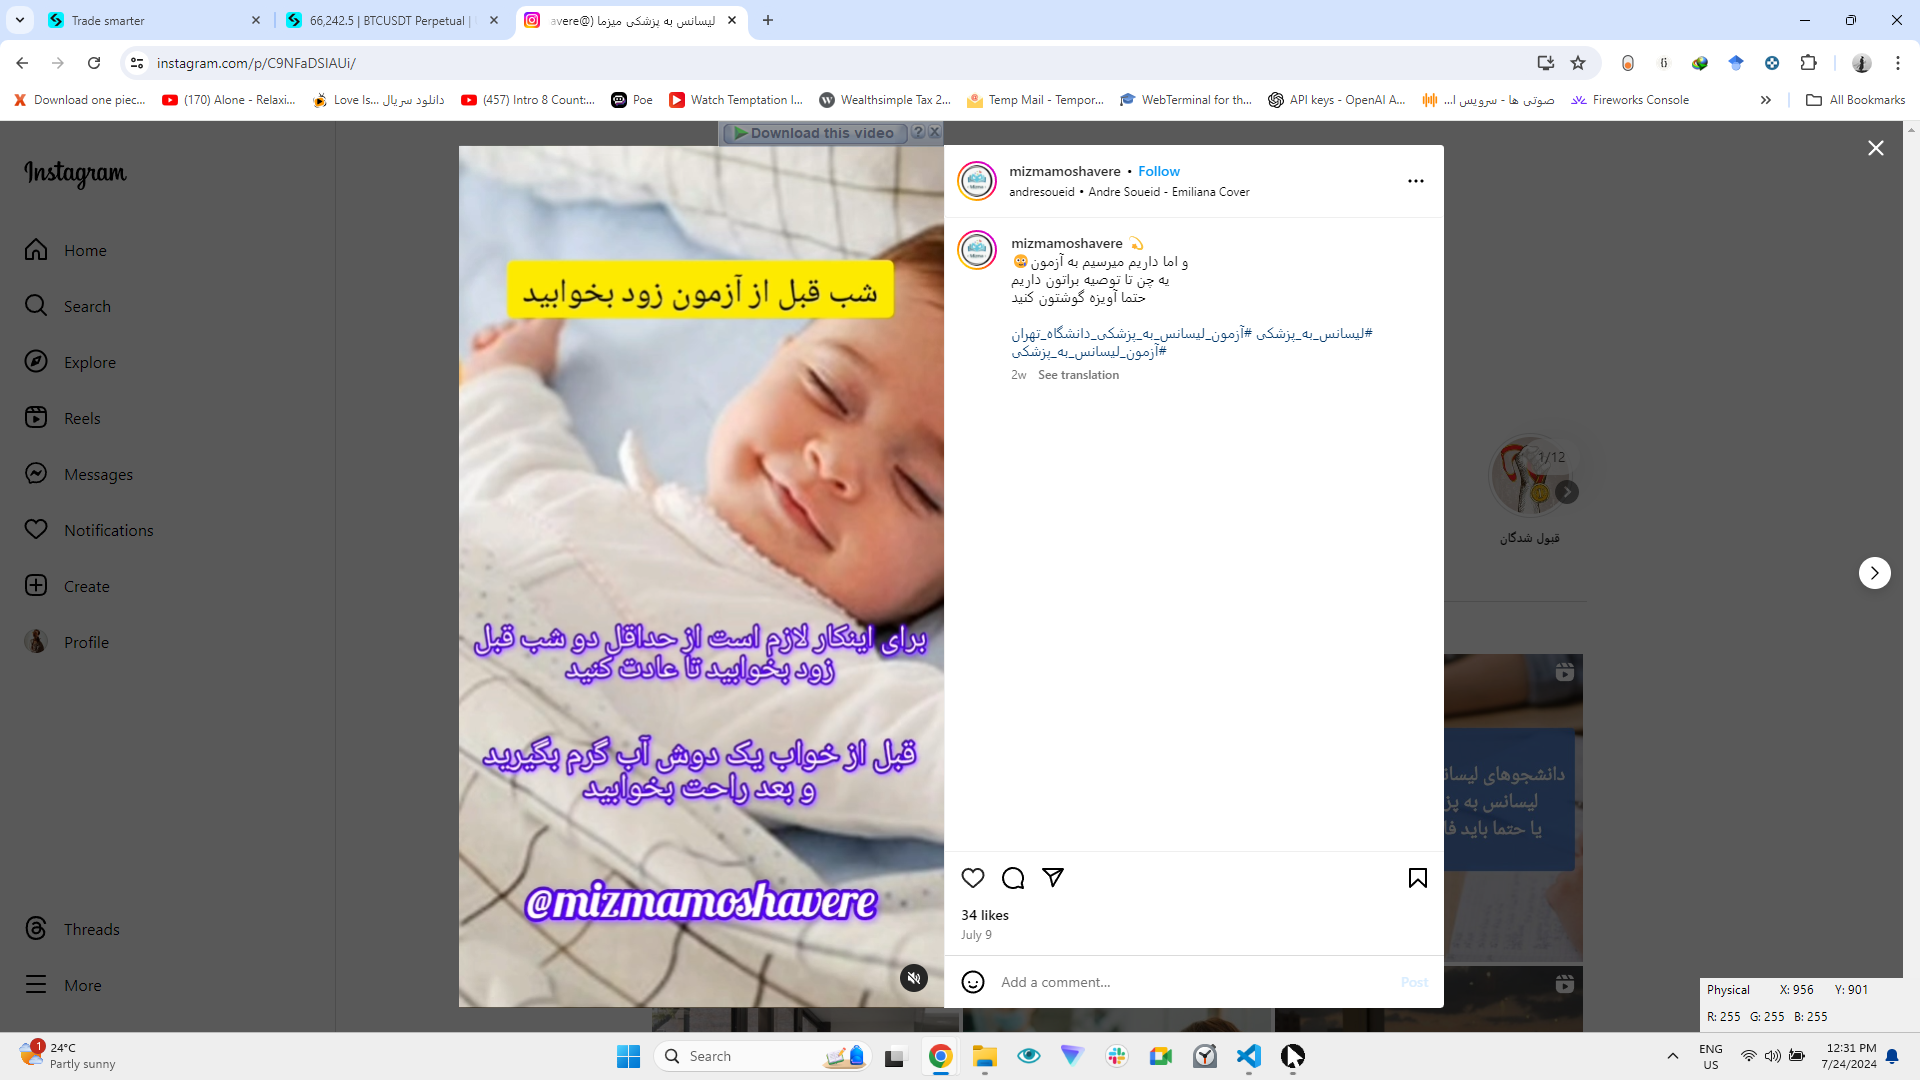 Trade smarter
66,242.5 | BTCUSDT Perpetual |
لیسانس به پزشکی میزما (@avere
instagram.com/p/C9NFaDSIAUi/
Download one piec...
(170) Alone - Relaxi...
Love Is... دانلود سریال
(457) Intro 8 Count:...
Poe
Watch Temptation I...
Wealthsimple Tax 2...
Temp Mail - Tempor...
WebTerminal for th...
API keys - OpenAI A...
صوتی ها - سرویس ا...
Fireworks Console
All Bookmarks
Download this video
Instagram
Home
Search
Explore
Reels
Messages
Notifications
Create
Profile
Threads
More
شب قبل از آزمون زود بخوابید
برای اینکار لازم است از حداقل دو شب قبل
زود بخوابید تا عادت کنید
قبل از خواب یک دوش آب گرم بگیرید
و بعد راحت بخوابید
@mizmamoshavere
mizmamoshavere • Follow
andresoueid • Andre Soueid - Emiliana Cover
mizmamoshavere 💫
و اما داریم میرسیم به آزمون 😬
یه چن تا توصیه براتون داریم
حتما آویزه گوشتون کنید
#لیسانس_به_پزشکی #آزمون_لیسانس_به_پزشکی_دانشگاه_تهران
#آزمون_لیسانس_به_پزشکی
2w See translation
34 likes
July 9
Add a comment...
Post
1/12
قبول شدگان
دانشجوهای لیسا
لیسانس به پز
یا حتما باید فا
Physical X: 956 Y: 901
R: 255 G: 255 B: 255
1
24°C
Partly sunny
Search
ENG
US
12:31 PM
7/24/2024